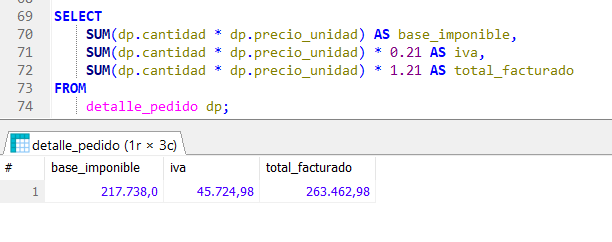 69 SELECT
70 SUM(dp.cantidad * dp.precio_unidad) AS base_imponible,
71 SUM(dp.cantidad * dp.precio_unidad) * 0.21 AS iva,
72 SUM(dp.cantidad * dp.precio_unidad) * 1.21 AS total_facturado
73 FROM
74 detalle_pedido dp;
detalle_pedido (1r × 3c)
# base_imponible iva total_facturado
1 217.738,0 45.724,98 263.462,98